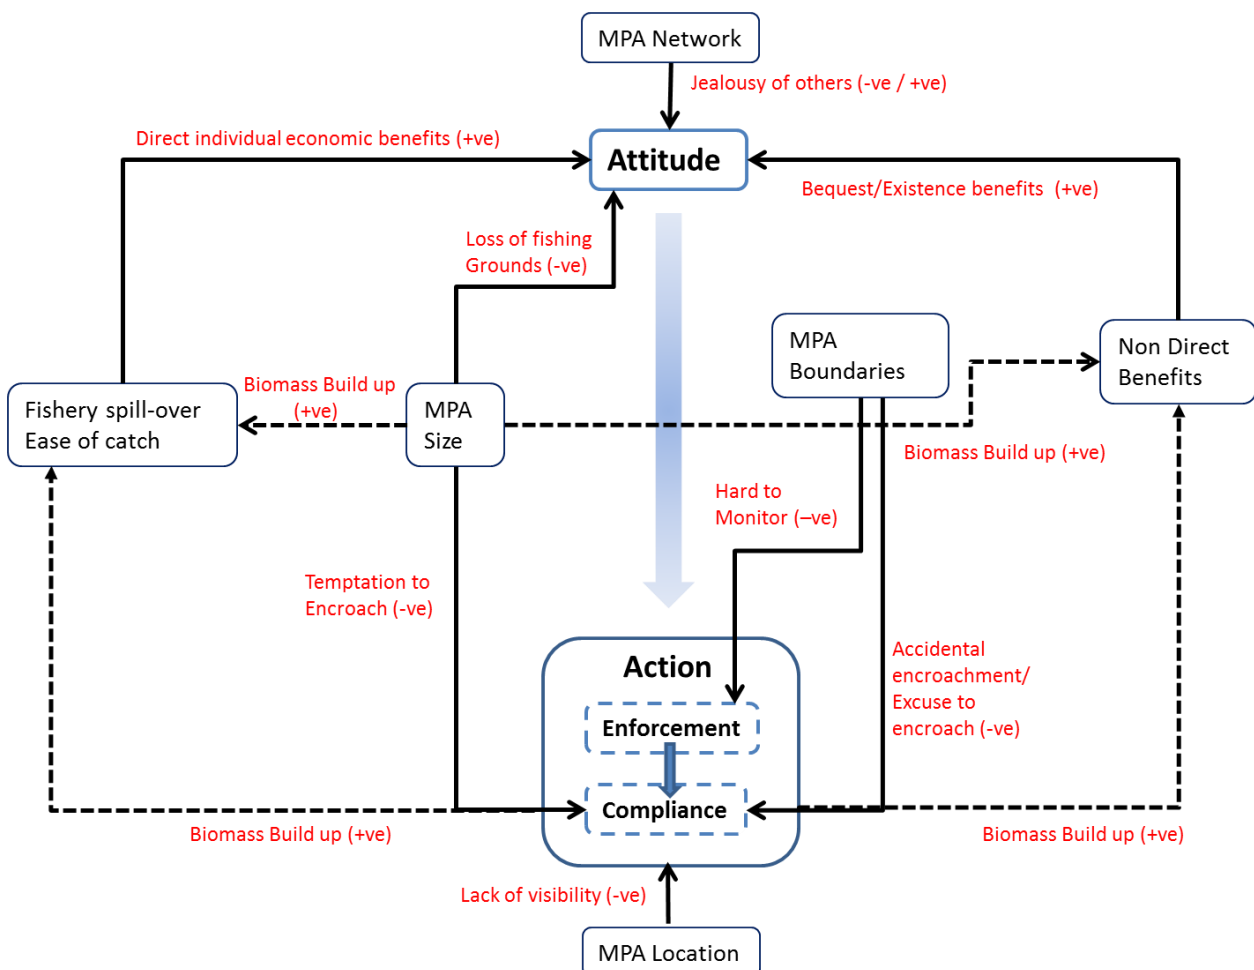 MPA Network
Jealousy of others (-ve / +ve)
Direct individual economic benefits (+ve)
Attitude
Bequest/Existence benefits (+ve)
Loss of fishing
Grounds (-ve)
MPA
Boundaries
Non Direct
Benefits
Biomass Build up
(+ve)
Fishery spill-over
Ease of catch
MPA
Size
Biomass Build up (+ve)
Hard to
Monitor (–ve)
Temptation to
Encroach (-ve)
Accidental
encroachment/
Excuse to
encroach (-ve)
Action
Enforcement
Compliance
Biomass Build up (+ve)
Biomass Build up (+ve)
Lack of visibility (-ve)
MPA Location